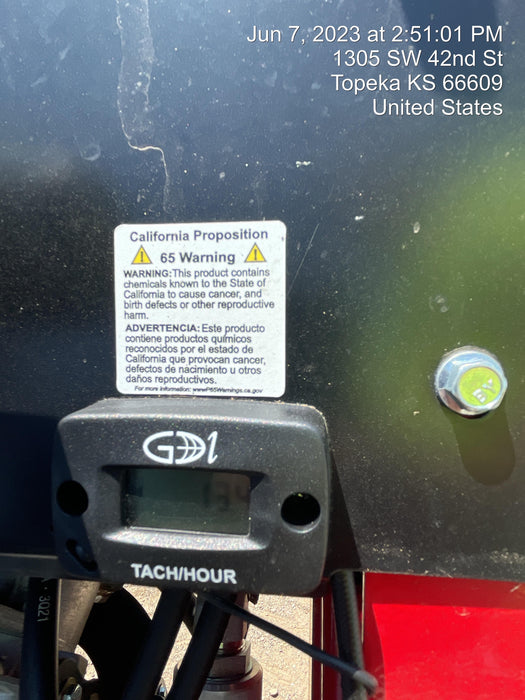 Jun 7, 2023 at 2:51:01 PM
1305 SW 42nd St
Topeka KS 66609
United States
California Proposition
65 Warning
WARNING:This product contains
chemicals known to the State of
California to cause cancer, and
birth defects or other reproductive
harm.
ADVERTENCIA: Este producto
contiene productos químicos
reconocidos por el estado de
California que provocan cancer,
defectos de nacimiento u otros
daños reproductivos.
For more information: www.P65Warnings.ca.gov
GDI
TACH/HOUR
3Q21